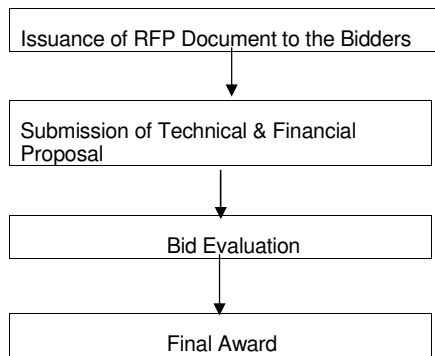 Issuance of RFP Document to the Bidders
Submission of Technical & Financial
Proposal
Bid Evaluation
Final Award